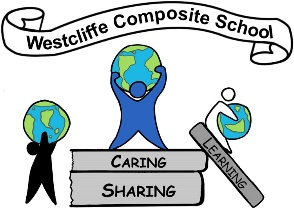 Westcliffe Composite School
CARING
SHARING
LEARNING